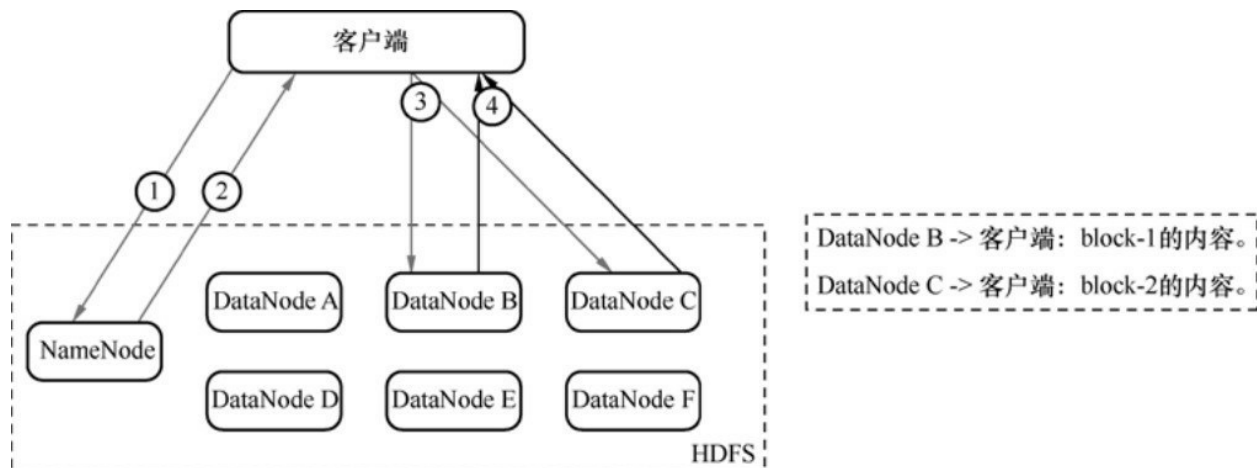 客户端
3
4
1
2
DataNode B -> 客户端：block-1的内容。
DataNode C -> 客户端：block-2的内容。
DataNode A
DataNode B
DataNode C
NameNode
DataNode D
DataNode E
DataNode F
HDFS